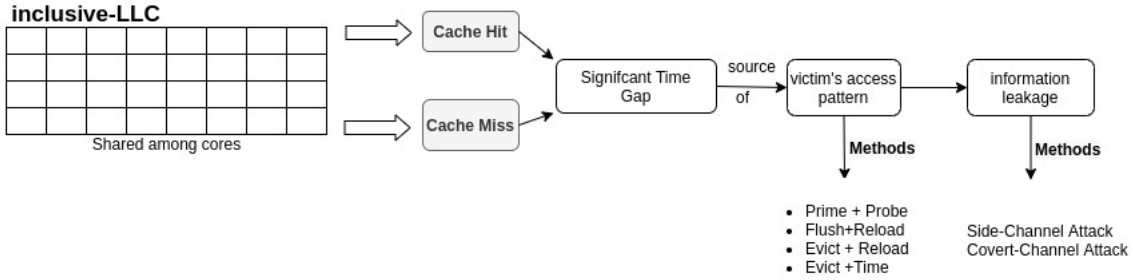 inclusive-LLC
Shared among cores
Cache Hit
Cache Miss
Signifcant Time
Gap
source
of
victim's access
pattern
information
leakage
Methods
Methods
• Prime + Probe
• Flush+Reload
• Evict + Reload
• Evict +Time
Side-Channel Attack
Covert-Channel Attack